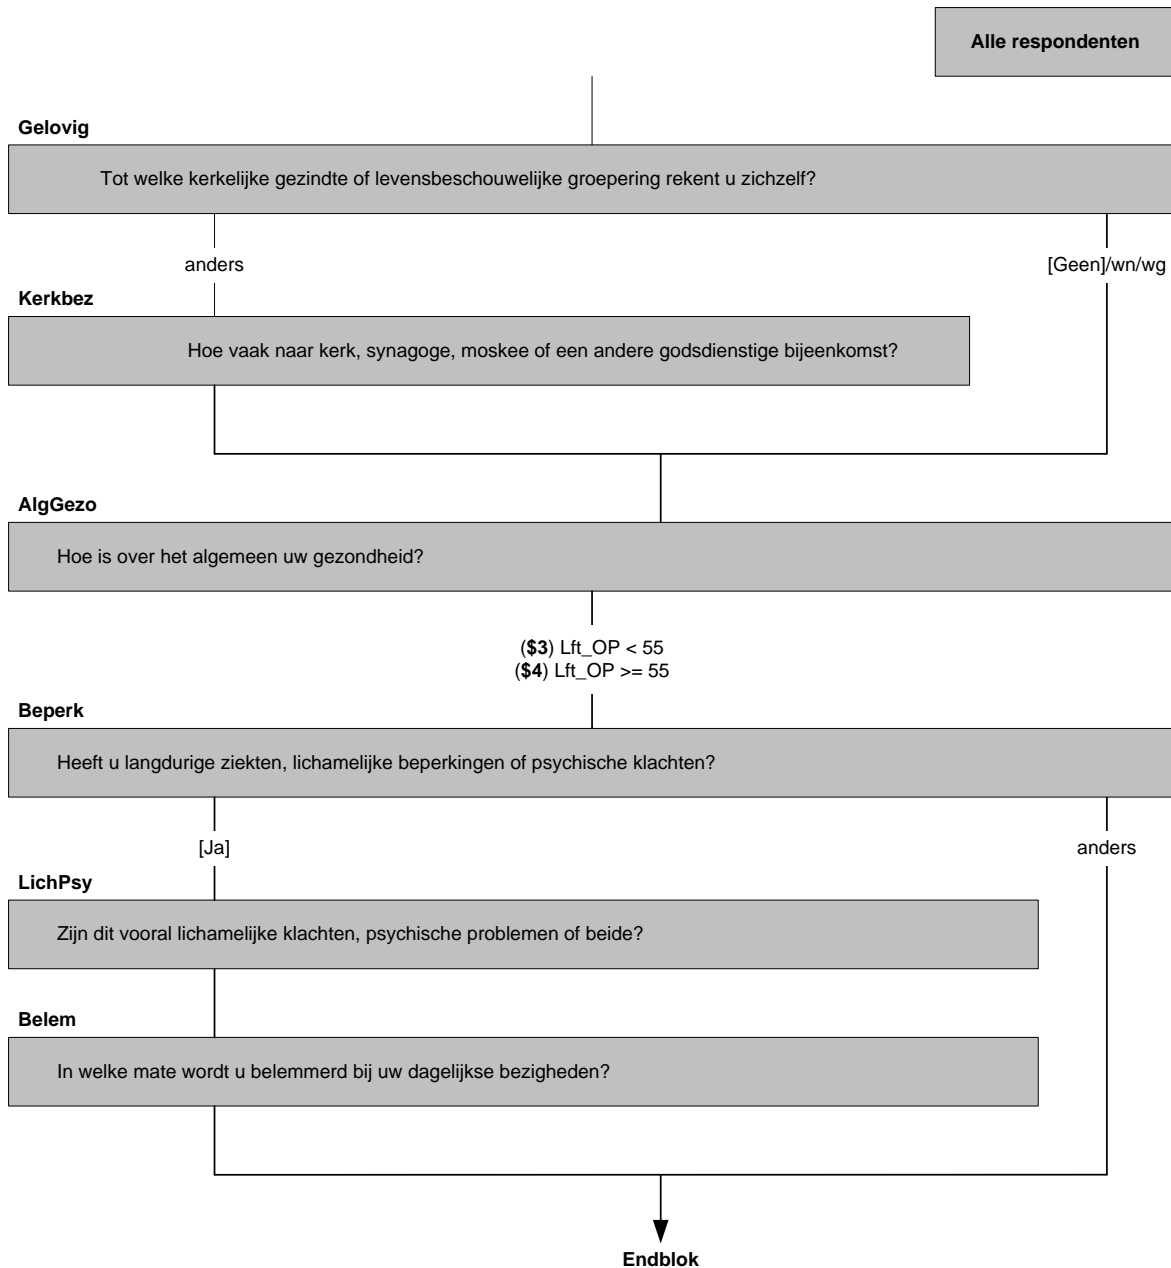 Alle respondenten
Gelovig
Tot welke kerkelijke gezindte of levensbeschouwelijke groepering rekent u zichzelf?
anders
[Geen]/wn/wg
Kerkbez
Hoe vaak naar kerk, synagoge, moskee of een andere godsdienstige bijeenkomst?
AlgGezo
Hoe is over het algemeen uw gezondheid?
($3) Lft_OP < 55
($4) Lft_OP >= 55
Beperk
Heeft u langdurige ziekten, lichamelijke beperkingen of psychische klachten?
[Ja]
anders
LichPsy
Zijn dit vooral lichamelijke klachten, psychische problemen of beide?
Belem
In welke mate wordt u belemmerd bij uw dagelijkse bezigheden?
Endblok